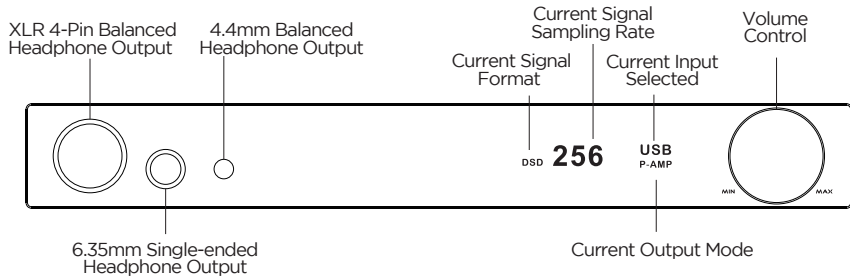 XLR 4-Pin Balanced
Headphone Output
4.4mm Balanced
Headphone Output
Current Signal
Sampling Rate
Volume
Control
Current Signal
Format
Current Input
Selected
DSD 256
USB
P-AMP
MIN
MAX
6.35mm Single-ended
Headphone Output
Current Output Mode